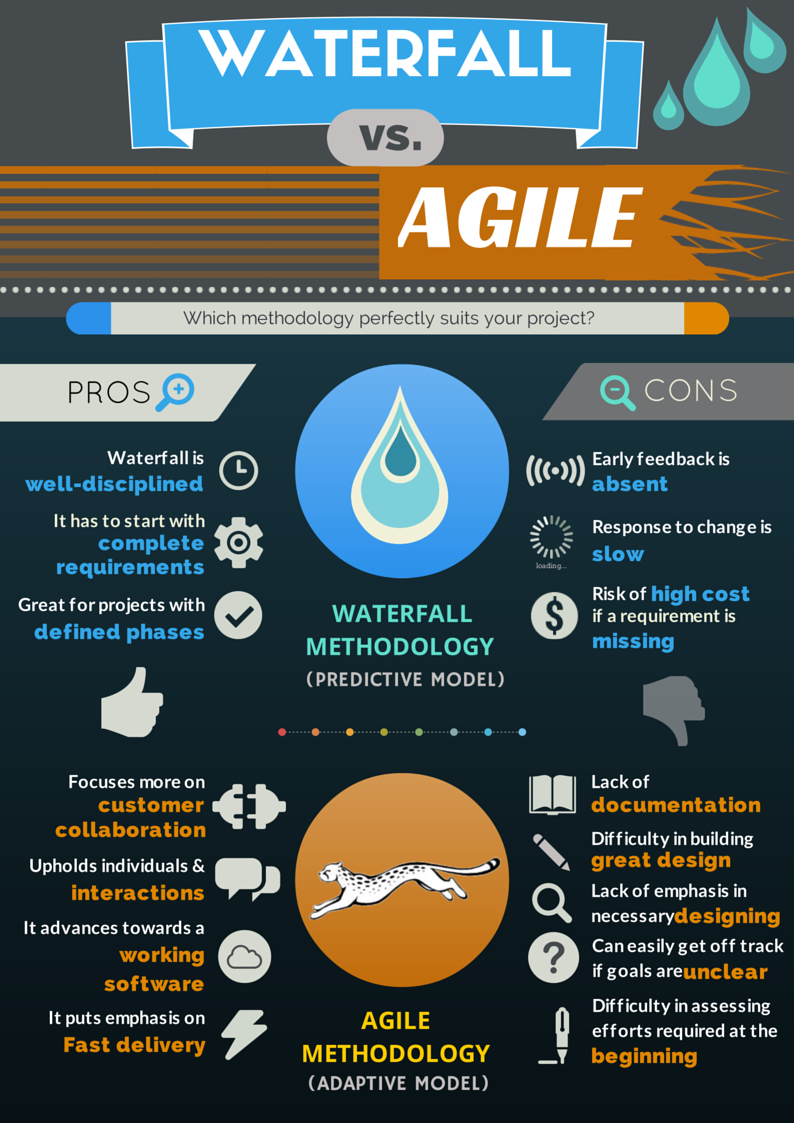 WATERFALL
VS.
AGILE
Which methodology perfectly suits your project?
PROS
CONS
Waterfall is
well-disciplined
It has to start with
complete
requirements
Great for projects with
defined phases
WATERFALL
METHODOLOGY
(PREDICTIVE MODEL)
Early feedback is
absent
Response to change is
slow
loading...
Risk of high cost
if a requirement is
missing
Focuses more on
customer
collaboration
Upholds individuals &
interactions
It advances towards a
working
software
It puts emphasis on
Fast delivery
AGILE
METHODOLOGY
(ADAPTIVE MODEL)
Lack of
documentation
Difficulty in building
great design
Lack of emphasis in
necessarydesigning
Can easily get off track
if goals areunclear
Difficulty in assessing
efforts required at the
beginning